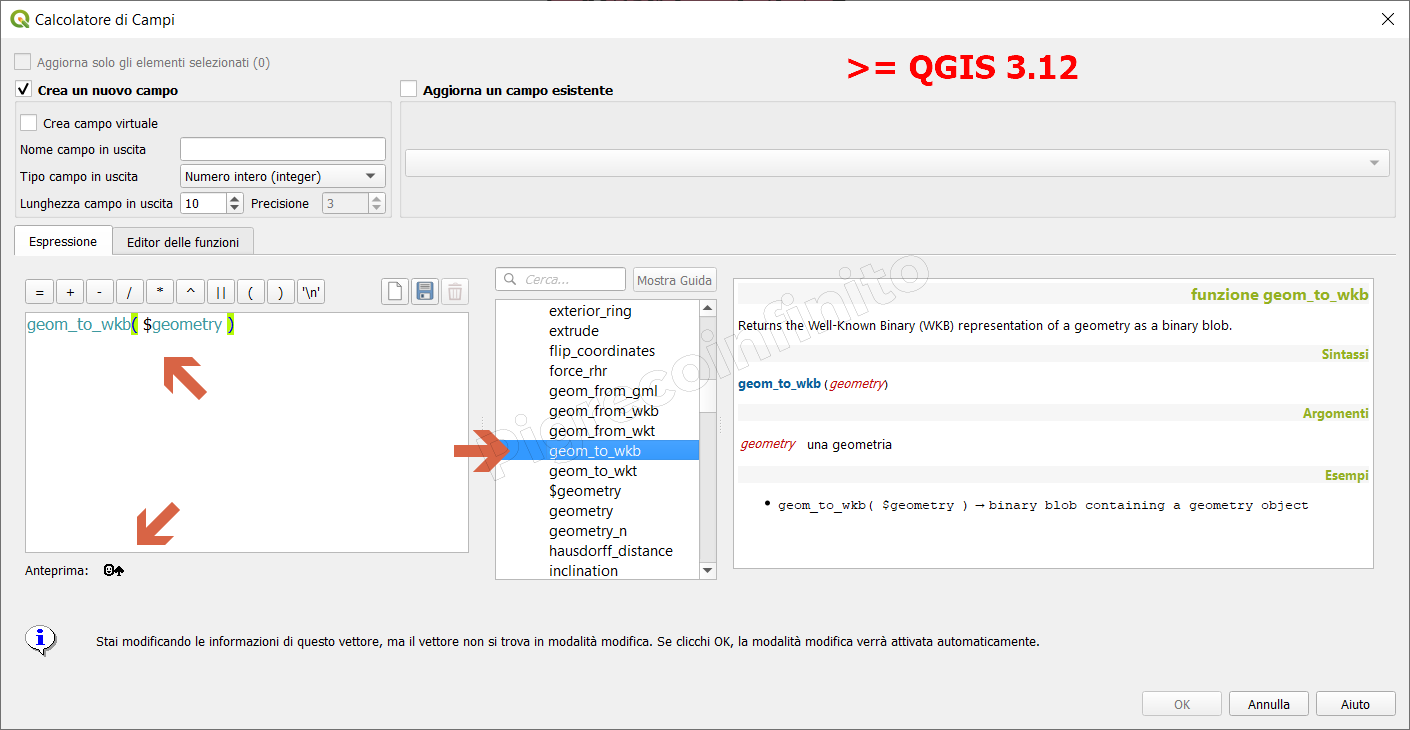 Calcolatore di Campi
Aggiorna solo gli elementi selezionati (0)
>= QGIS 3.12
Crea un nuovo campo
Aggiorna un campo esistente
Crea campo virtuale
Nome campo in uscita
Tipo campo in uscita
Numero intero (integer)
Lunghezza campo in uscita 10 Precisione 3
Espressione
Editor delle funzioni
= + - / * ^ || ( ) '\n'
geom_to_wkb( $geometry )
Anteprima:
Cerca...
Mostra Guida
exterior_ring
extrude
flip_coordinates
force_rhr
geom_from_gml
geom_from_wkb
geom_from_wkt
geom_to_wkb
geom_to_wkt
$geometry
geometry
geometry_n
hausdorff_distance
inclination
funzione geom_to_wkb
Returns the Well-Known Binary (WKB) representation of a geometry as a binary blob.
Sintassi
geom_to_wkb (geometry)
Argomenti
geometry una geometria
Esempi
• geom_to_wkb( $geometry ) → binary blob containing a geometry object
Pigrecoinfinito
Stai modificando le informazioni di questo vettore, ma il vettore non si trova in modalità modifica. Se clicchi OK, la modalità modifica verrà attivata automaticamente.
OK
Annulla
Aiuto